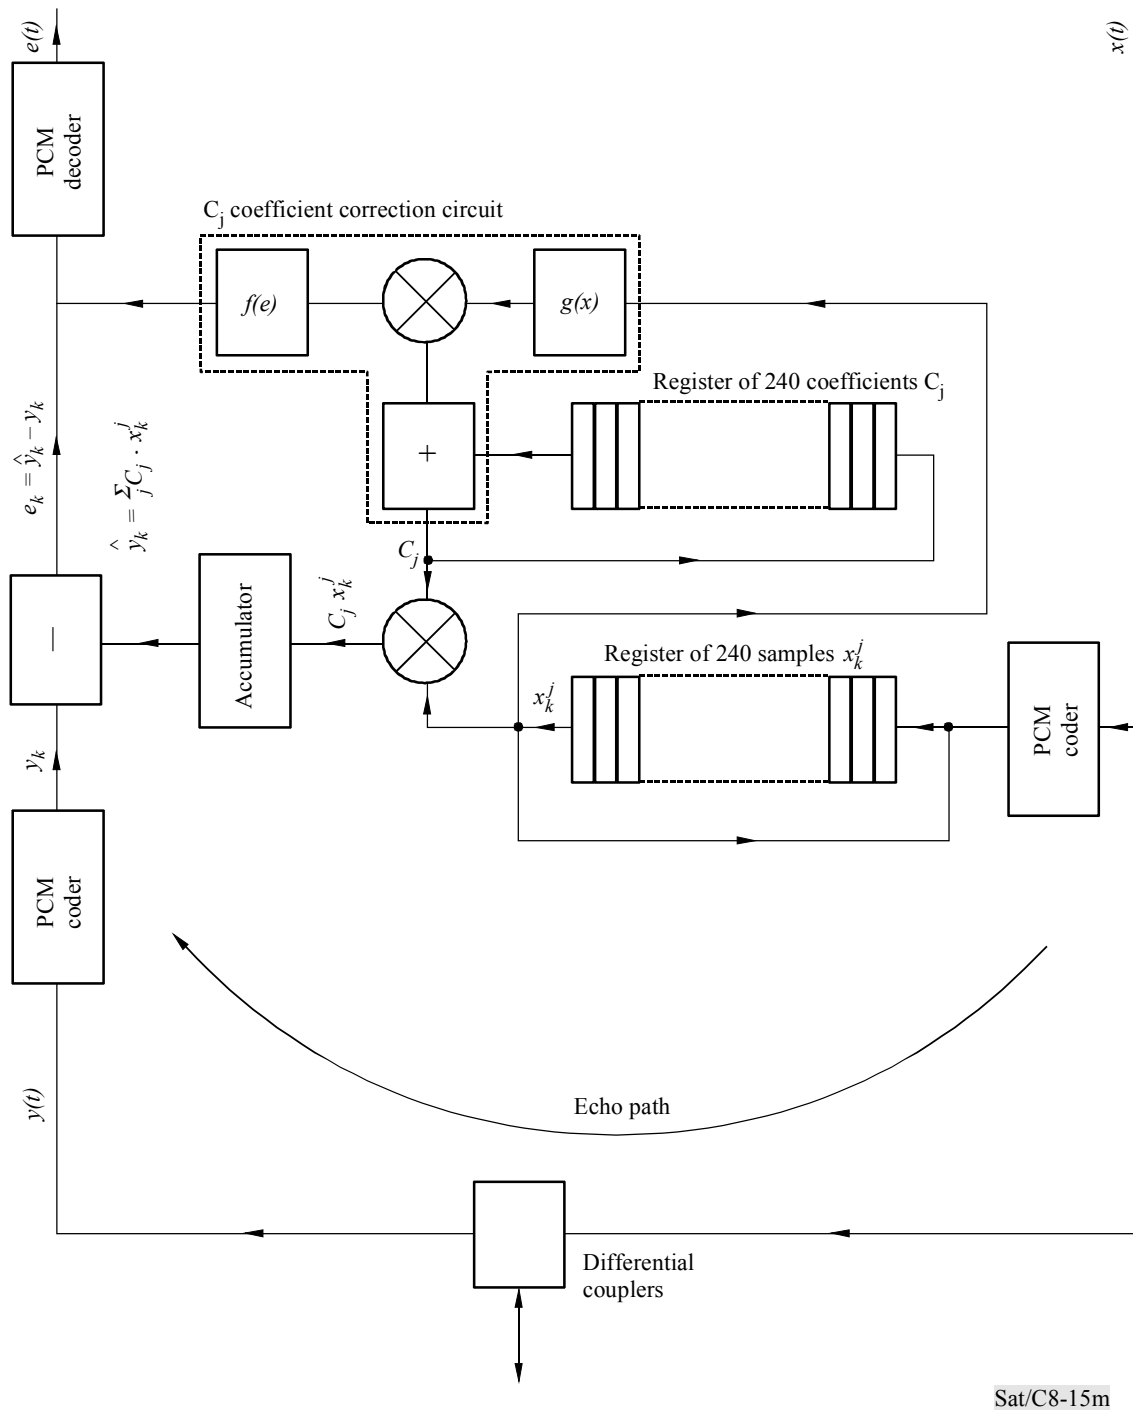 e(t)
x(t)
PCM
decoder
C_j coefficient correction circuit
f(e)
g(x)
Register of 240 coefficients C_j
+
e_k = ŷ_k − y_k
ŷ_k = Σ_j C_j · x_k^j
C_j
C_j x_k^j
Accumulator
−
Register of 240 samples x_k^j
x_k^j
PCM
coder
y_k
PCM
coder
Echo path
y(t)
Differential
couplers
Sat/C8-15m